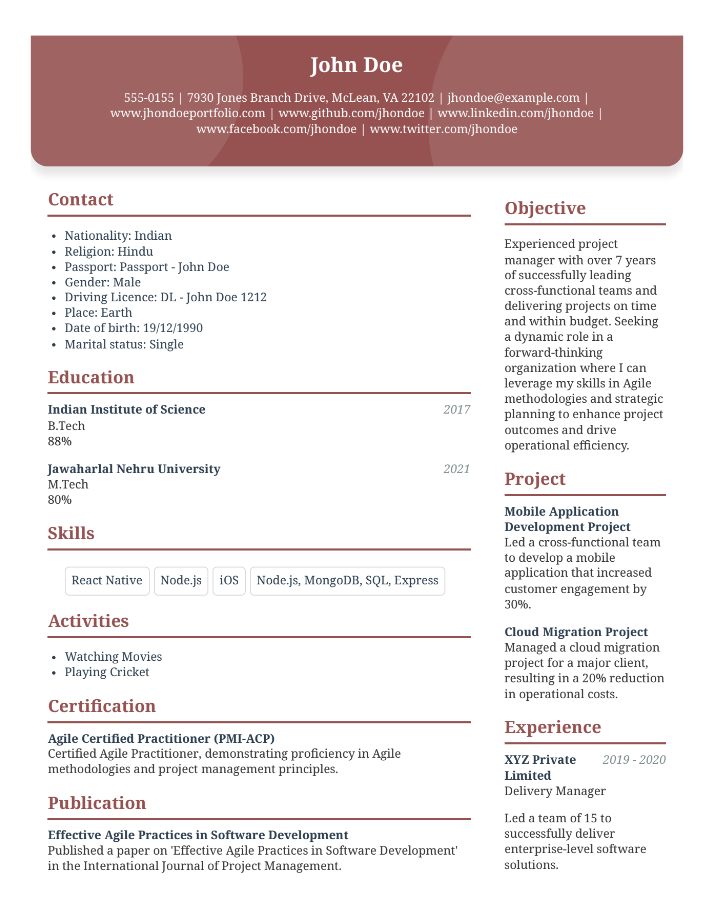 John Doe
555-0155 | 7930 Jones Branch Drive, McLean, VA 22102 | jhondoe@example.com |
www.jhondoeportfolio.com | www.github.com/jhondoe | www.linkedin.com/jhondoe |
www.facebook.com/jhondoe | www.twitter.com/jhondoe
Contact
• Nationality: Indian
• Religion: Hindu
• Passport: Passport - John Doe
• Gender: Male
• Driving Licence: DL - John Doe 1212
• Place: Earth
• Date of birth: 19/12/1990
• Marital status: Single
Education
Indian Institute of Science 2017
B.Tech
88%
Jawaharlal Nehru University 2021
M.Tech
80%
Skills
React Native Node.js iOS Node.js, MongoDB, SQL, Express
Activities
• Watching Movies
• Playing Cricket
Certification
Agile Certified Practitioner (PMI-ACP)
Certified Agile Practitioner, demonstrating proficiency in Agile
methodologies and project management principles.
Publication
Effective Agile Practices in Software Development
Published a paper on 'Effective Agile Practices in Software Development'
in the International Journal of Project Management.
Objective
Experienced project
manager with over 7 years
of successfully leading
cross-functional teams and
delivering projects on time
and within budget. Seeking
a dynamic role in a
forward-thinking
organization where I can
leverage my skills in Agile
methodologies and strategic
planning to enhance project
outcomes and drive
operational efficiency.
Project
Mobile Application
Development Project
Led a cross-functional team
to develop a mobile
application that increased
customer engagement by
30%.
Cloud Migration Project
Managed a cloud migration
project for a major client,
resulting in a 20% reduction
in operational costs.
Experience
XYZ Private 2019 - 2020
Limited
Delivery Manager
Led a team of 15 to
successfully deliver
enterprise-level software
solutions.